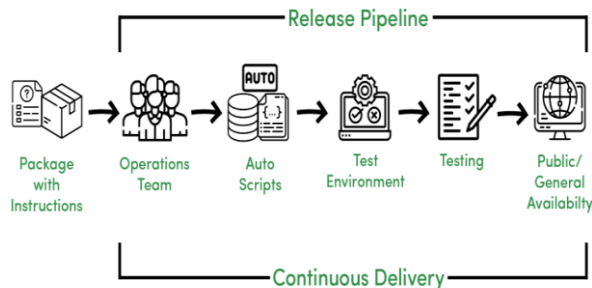 Release Pipeline
AUTO
{...}
?
Package
with
Instructions
Operations
Team
Auto
Scripts
Test
Environment
Testing
Public/
General
Availabilty
Continuous Delivery